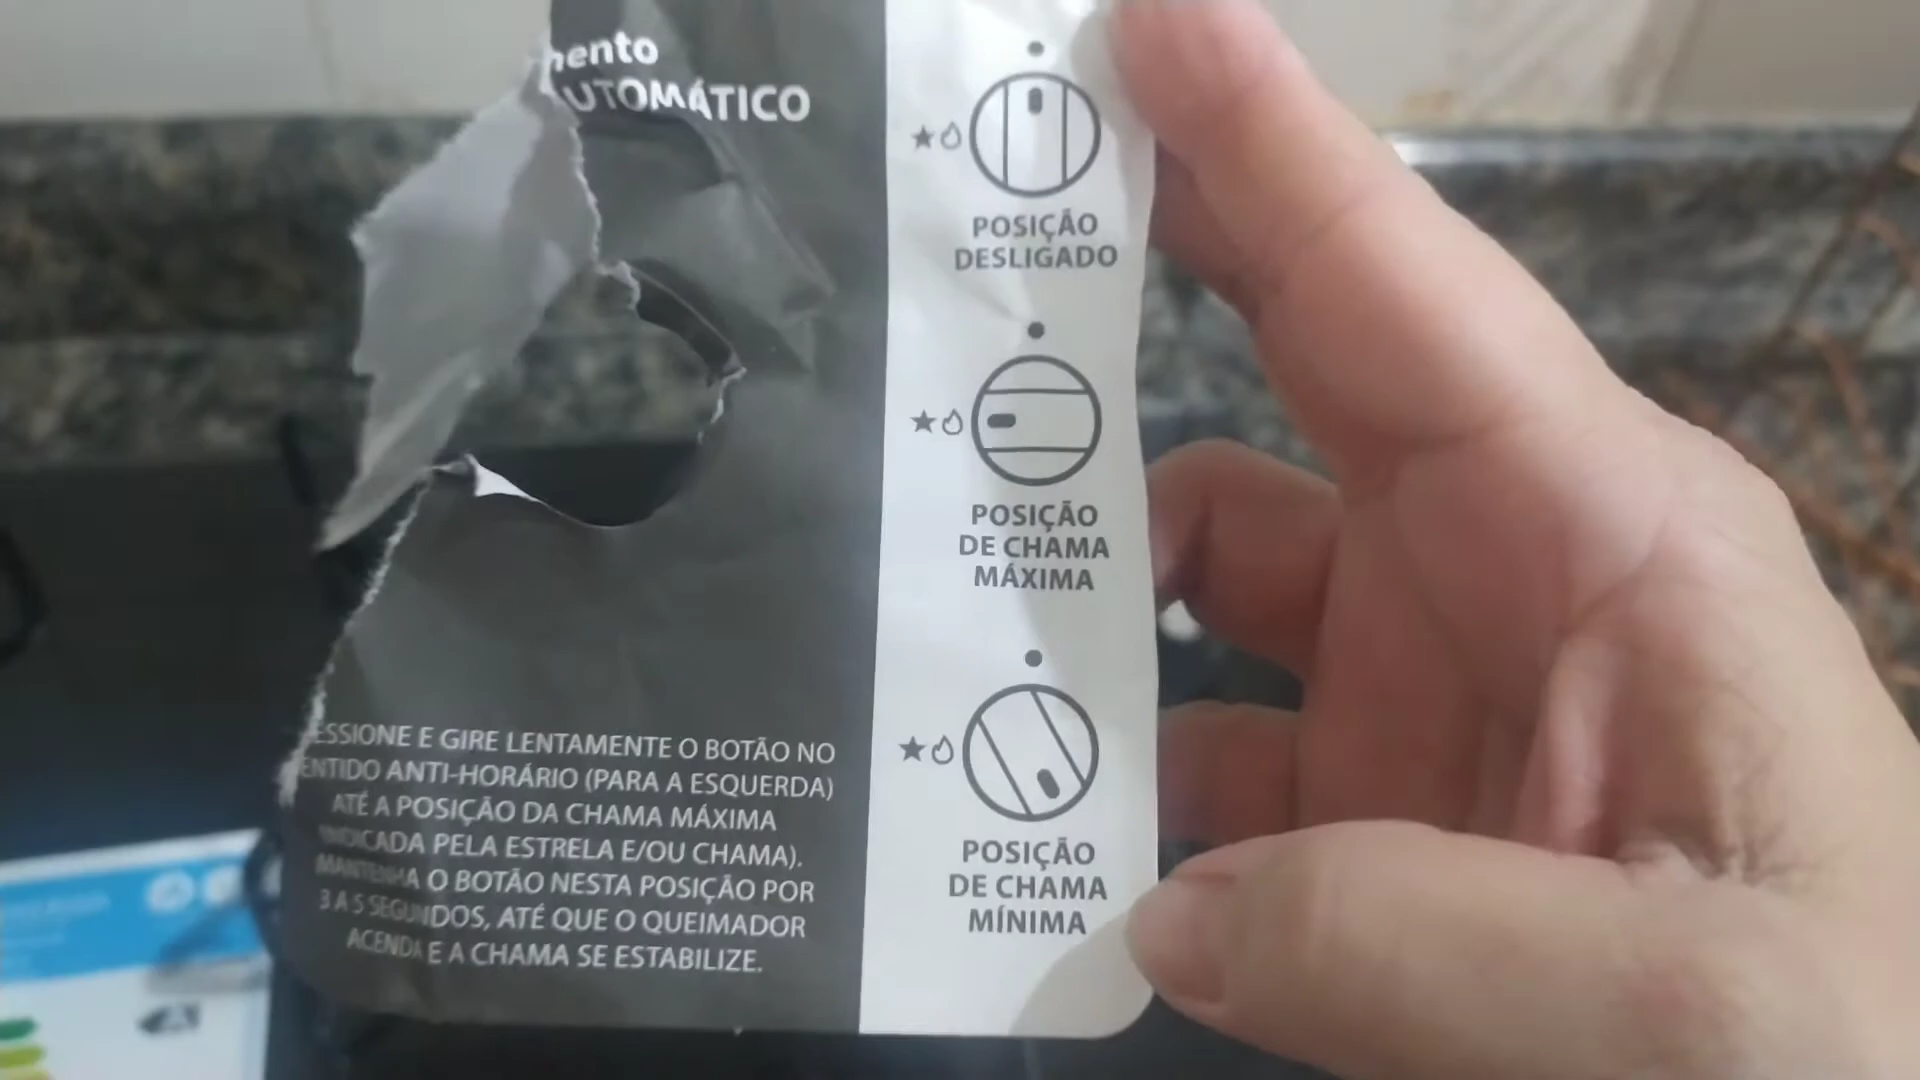 mento
UTOMÁTICO
POSIÇÃO
DESLIGADO
POSIÇÃO
DE CHAMA
MÁXIMA
POSIÇÃO
DE CHAMA
MÍNIMA
ESSIONE E GIRE LENTAMENTE O BOTÃO NO
ENTIDO ANTI-HORÁRIO (PARA A ESQUERDA)
ATÉ A POSIÇÃO DA CHAMA MÁXIMA
INDICADA PELA ESTRELA E/OU CHAMA).
MANTENHA O BOTÃO NESTA POSIÇÃO POR
3 A 5 SEGUNDOS, ATÉ QUE O QUEIMADOR
ACENDA E A CHAMA SE ESTABILIZE.